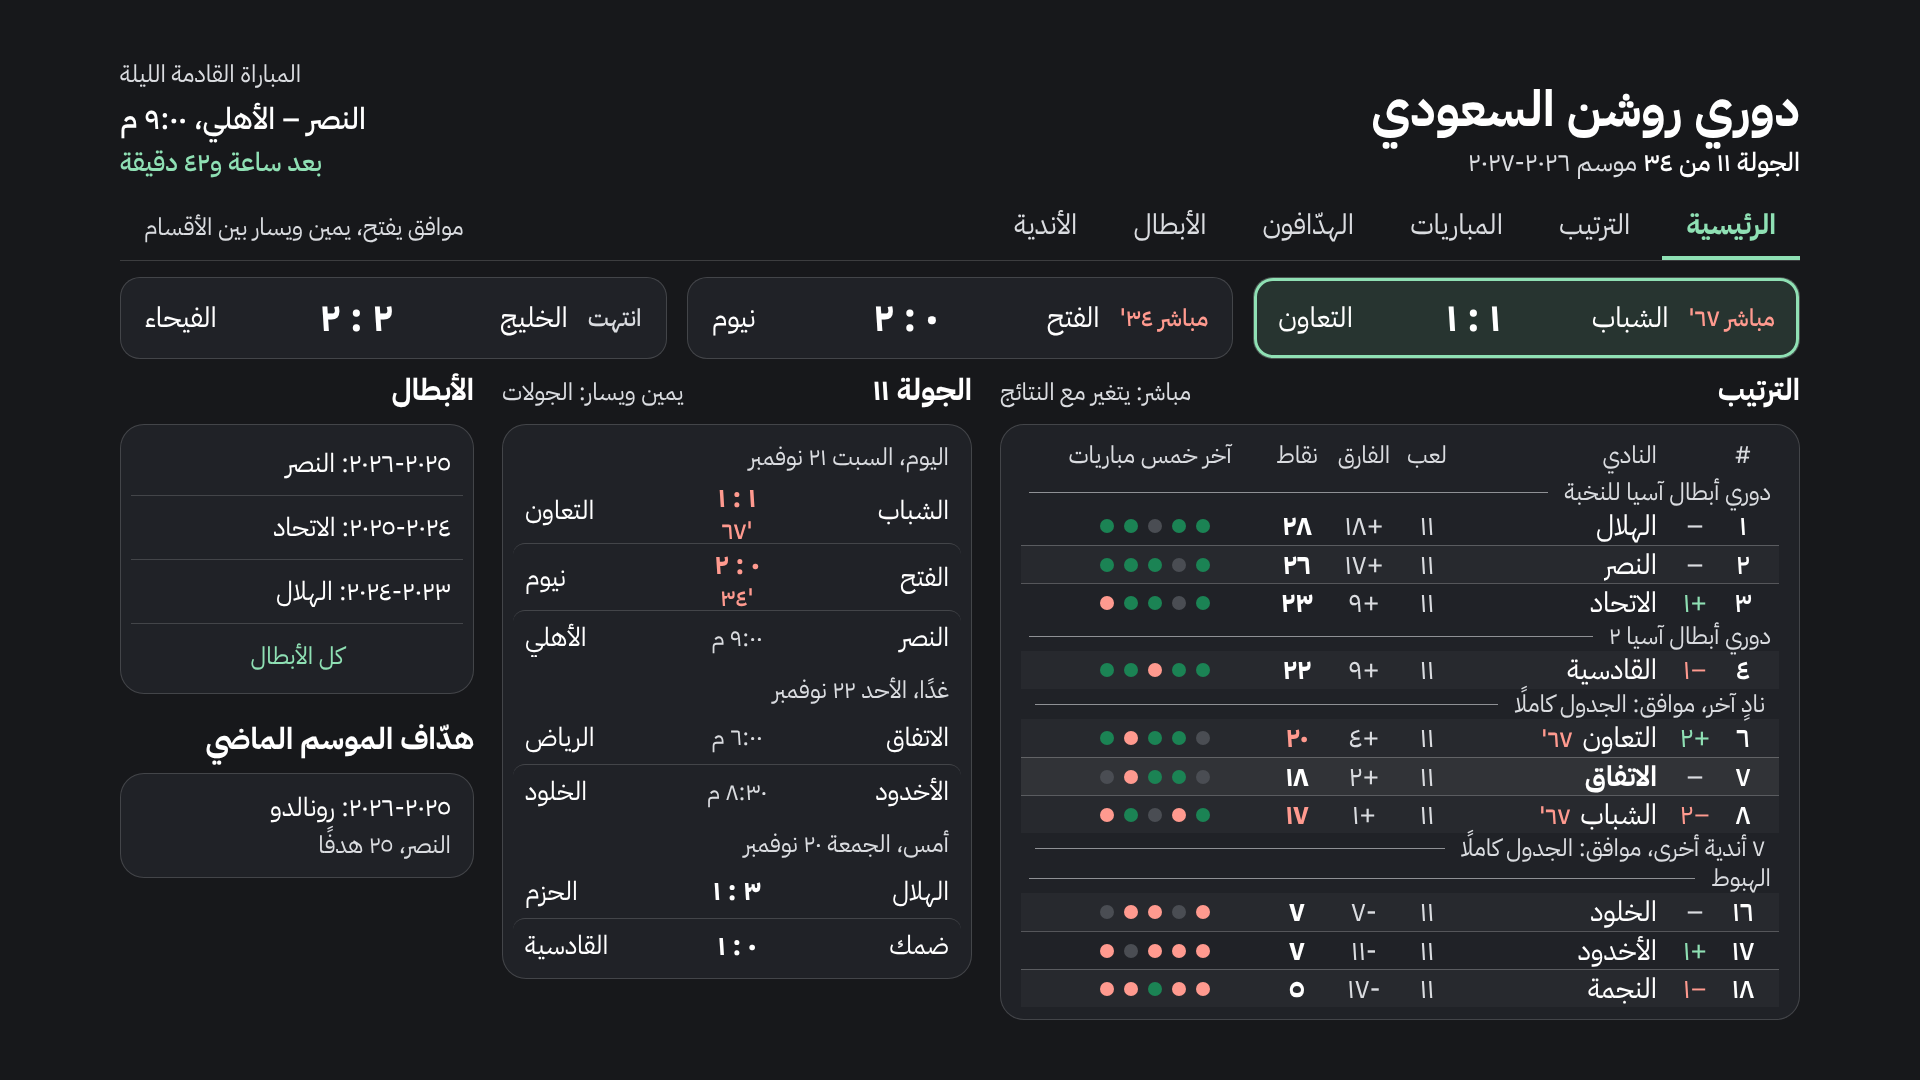 دوري روشن السعودي
الجولة ١١ من ٣٤ موسم ٢٠٢٦-٢٠٢٧
المباراة القادمة الليلة
النصر – الأهلي، ٩:٠٠ م
بعد ساعة و٤٢ دقيقة
الرئيسية الترتيب المباريات الهدّافون الأبطال الأندية
موافق يفتح، يمين ويسار بين الأقسام
مباشر ٦٧' الشباب ١ : ١ التعاون
مباشر ٣٤' الفتح ٠ : ٢ نيوم
انتهت الخليج ٢ : ٢ الفيحاء
الترتيب مباشر: يتغير مع النتائج
# النادي لعب الفارق نقاط آخر خمس مباريات
دوري أبطال آسيا للنخبة
١ – الهلال ١١ +١٨ ٢٨
٢ – النصر ١١ +١٧ ٢٦
٣ +١ الاتحاد ١١ +٩ ٢٣
دوري أبطال آسيا ٢
٤ –١ القادسية ١١ +٩ ٢٢
نادٍ آخر، موافق: الجدول كاملًا
٦ +٢ التعاون ٦٧' ١١ +٤ ٢٠
٧ – الاتفاق ١١ +٢ ١٨
٨ –٢ الشباب ٦٧' ١١ +١ ١٧
٧ أندية أخرى، موافق: الجدول كاملًا
الهبوط
١٦ – الخلود ١١ -٧ ٧
١٧ +١ الأخدود ١١ -١١ ٧
١٨ –١ النجمة ١١ -١٧ ٥
الجولة ١١ يمين ويسار: الجولات
اليوم، السبت ٢١ نوفمبر
الشباب ١ : ١ التعاون
٦٧'
الفتح ٠ : ٢ نيوم
٣٤'
النصر ٩:٠٠ م الأهلي
غدًا، الأحد ٢٢ نوفمبر
الاتفاق ٦:٠٠ م الرياض
الأخدود ٨:٣٠ م الخلود
أمس، الجمعة ٢٠ نوفمبر
الهلال ٣ : ١ الحزم
ضمك ٠ : ١ القادسية
الأبطال
٢٠٢٥-٢٠٢٦: النصر
٢٠٢٤-٢٠٢٥: الاتحاد
٢٠٢٣-٢٠٢٤: الهلال
كل الأبطال
هدّاف الموسم الماضي
٢٠٢٥-٢٠٢٦: رونالدو
النصر، ٢٥ هدفًا